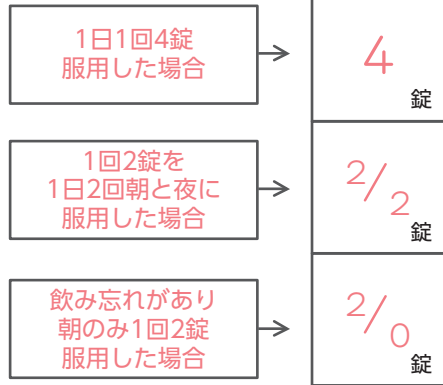 1日1回4錠
服用した場合
4
錠
1回2錠を
1日2回朝と夜に
服用した場合
2/2
錠
飲み忘れがあり
朝のみ1回2錠
服用した場合
2/0
錠